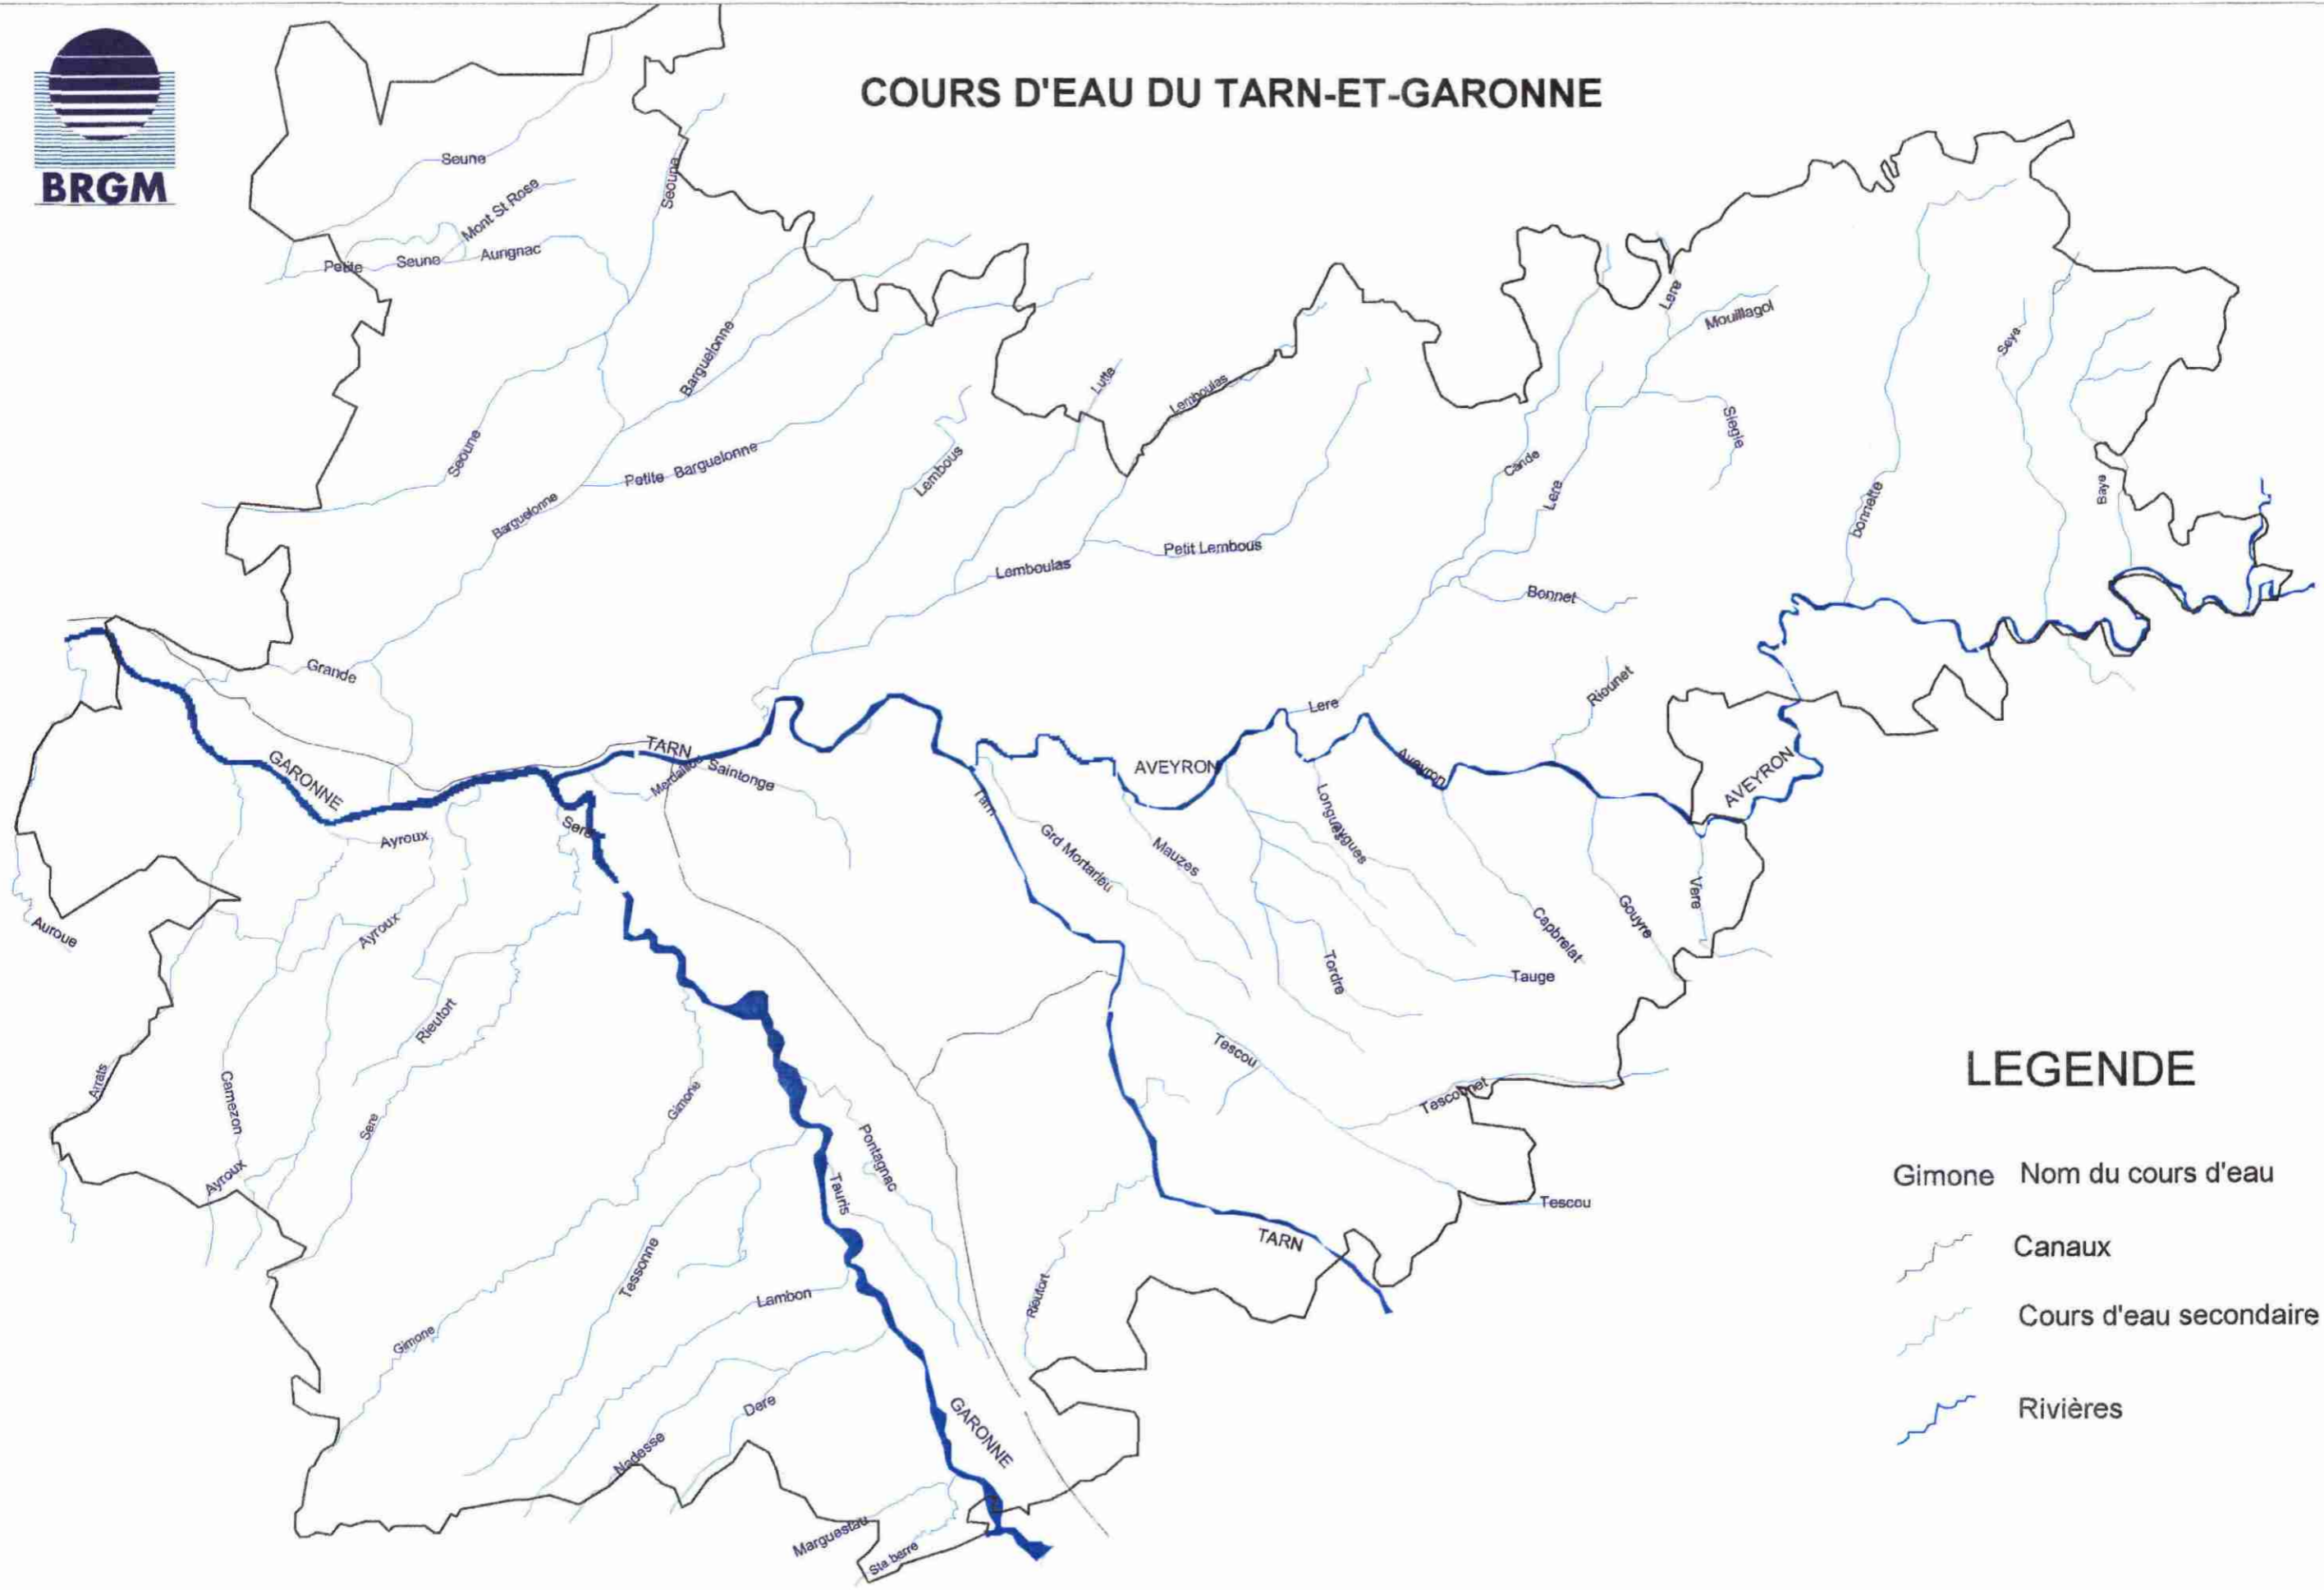 BRGM
COURS D'EAU DU TARN-ET-GARONNE
Seune
Mont St Rose
Petite
Seune
Aurignac
Seoune
Barguelonne
Seoune
Petite Barguelonne
Barguelonne
Lembous
Lutte
Lemboulas
Lemboulas
Petit Lembous
Lere
Mouillagol
Siegle
Cande
Lere
Bonnet
bonnette
Seye
Baye
Grande
GARONNE
TARN
Saintonge
Lere
AVEYRON
Aveyron
Riounet
AVEYRON
Ayroux
Sere
Tarn
Grd Mortarieu
Mauzes
Longues
Aygues
Capbrelat
Gouyre
Vere
Tordre
Tauge
Auroue
Ayroux
Rieutort
Arrats
Camezon
Sere
Ayroux
Gimone
Pontagnac
Tauris
Tescou
Tescounet
Tescou
TARN
Rieutort
Tessonne
Lambon
Gimone
Dere
Nadesse
GARONNE
Marguestau
Ste barre
LEGENDE
Gimone Nom du cours d'eau
Canaux
Cours d'eau secondaire
Rivières